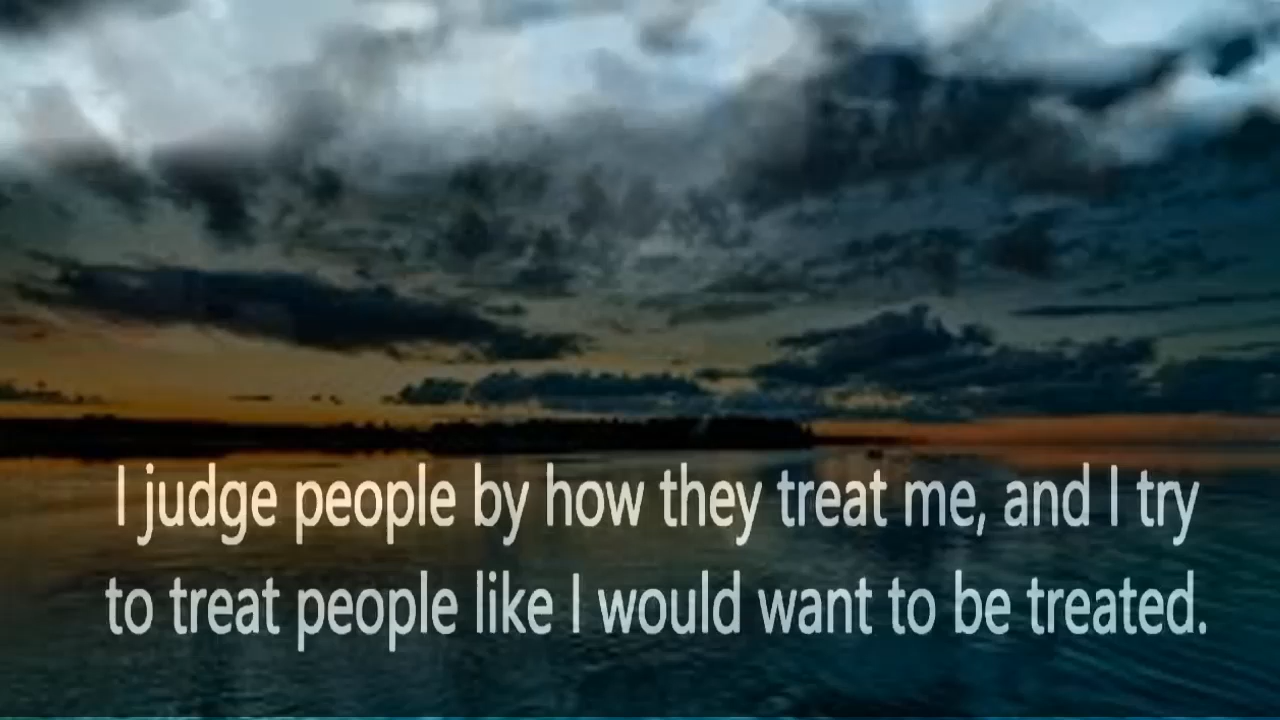 I judge people by how they treat me, and I try
to treat people like I would want to be treated.